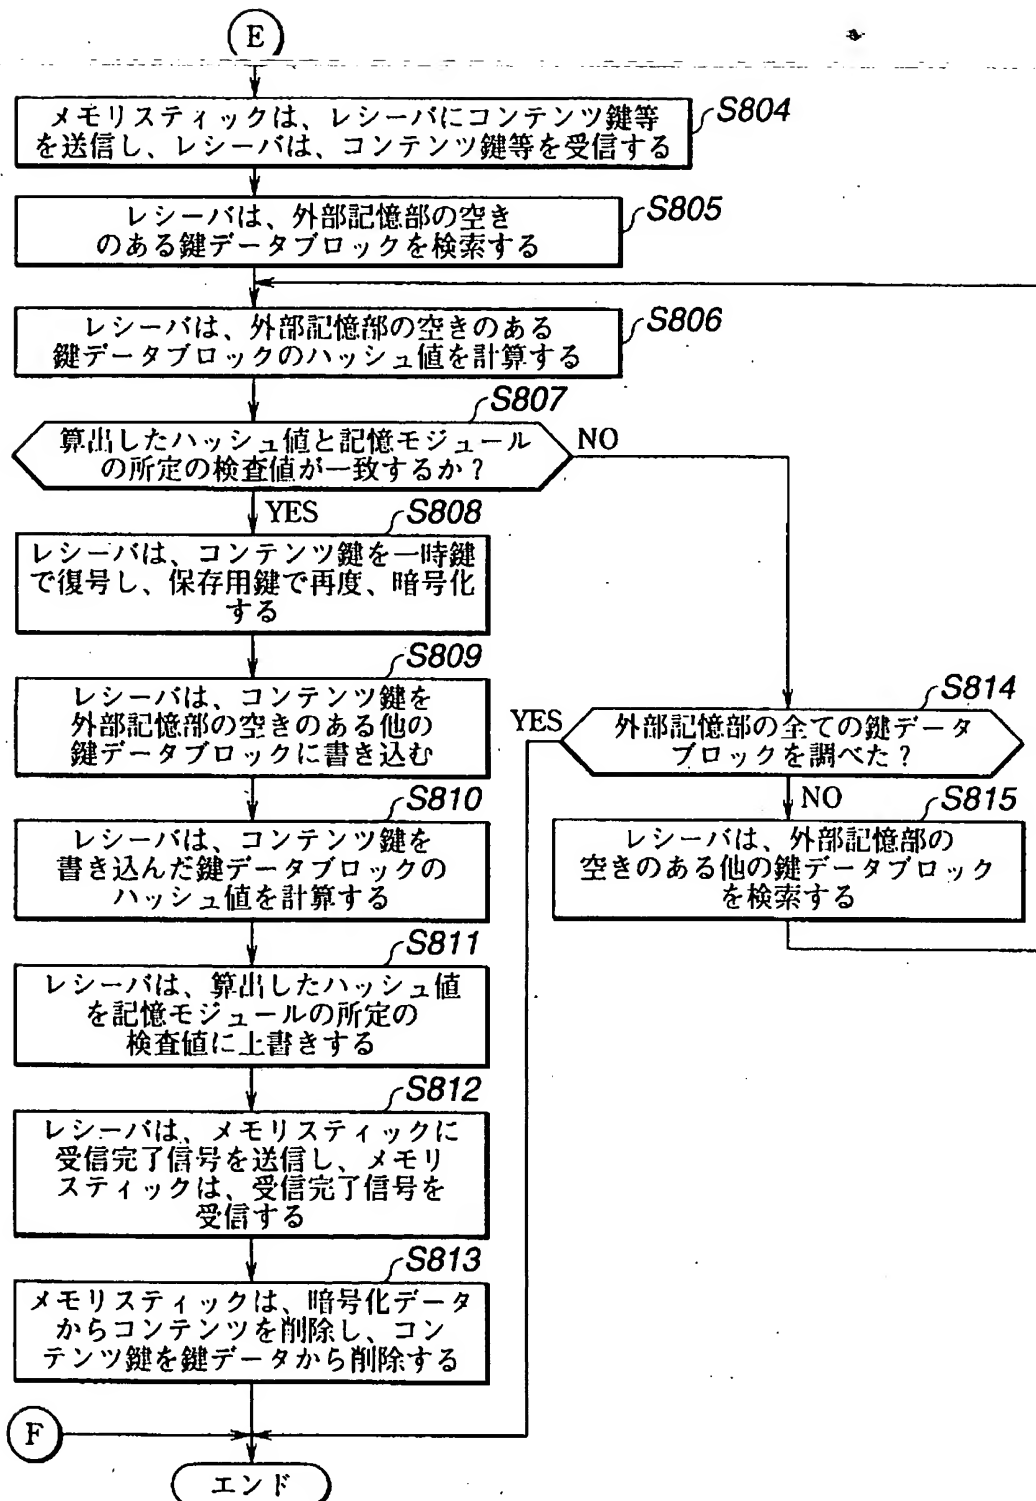 E
メモリスティックは、レシーバにコンテンツ鍵等
を送信し、レシーバは、コンテンツ鍵等を受信する
S804
レシーバは、外部記憶部の空き
のある鍵データブロックを検索する
S805
レシーバは、外部記憶部の空きのある
鍵データブロックのハッシュ値を計算する
S806
S807
算出したハッシュ値と記憶モジュール
の所定の検査値が一致するか?
NO
YES
S808
レシーバは、コンテンツ鍵を一時鍵
で復号し、保存用鍵で再度、暗号化
する
S809
レシーバは、コンテンツ鍵を
外部記憶部の空きのある他の
鍵データブロックに書き込む
S810
レシーバは、コンテンツ鍵を
書き込んだ鍵データブロックの
ハッシュ値を計算する
S811
レシーバは、算出したハッシュ値
を記憶モジュールの所定の
検査値に上書きする
S812
レシーバは、メモリスティックに
受信完了信号を送信し、メモリ
スティックは、受信完了信号を
受信する
S813
メモリスティックは、暗号化データ
からコンテンツを削除し、コン
テンツ鍵を鍵データから削除する
S814
YES
外部記憶部の全ての鍵データ
ブロックを調べた?
NO
S815
レシーバは、外部記憶部の
空きのある他の鍵データブロック
を検索する
F
エンド